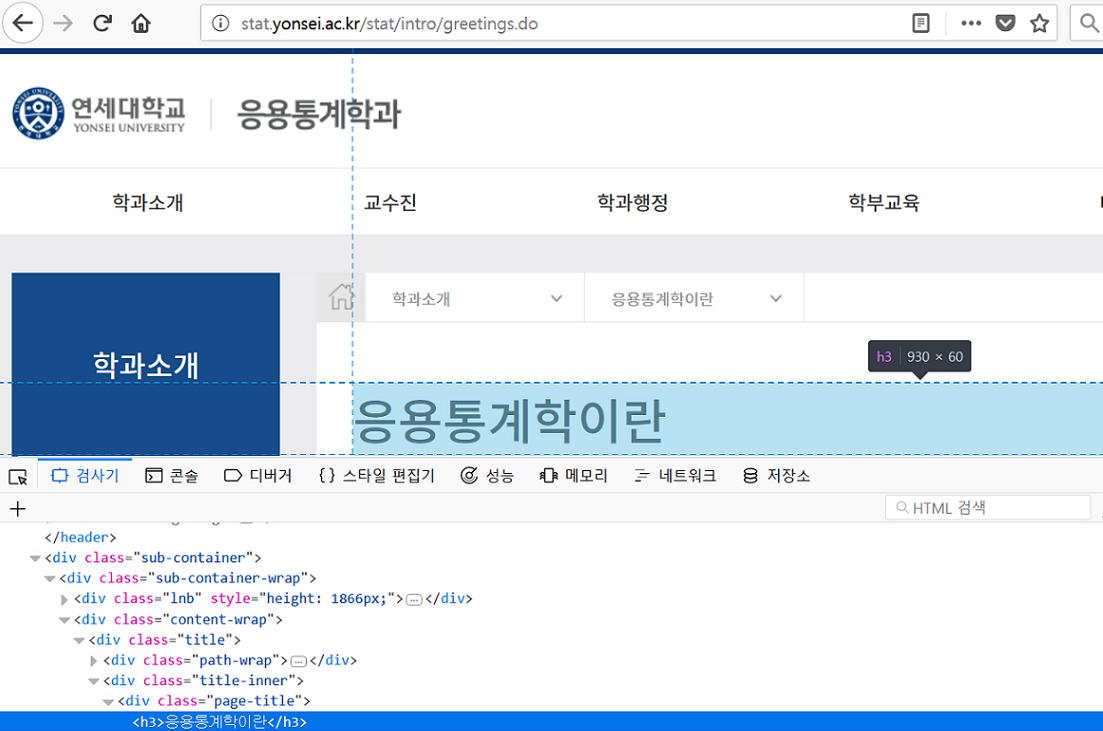 stat.yonsei.ac.kr/stat/intro/greetings.do
연세대학교
YONSEI UNIVERSITY
응용통계학과
학과소개 교수진 학과행정 학부교육
학과소개 응용통계학이란
학과소개
h3 930 × 60
응용통계학이란
검사기 콘솔 디버거 {} 스타일 편집기 성능 메모리 네트워크 저장소
+ HTML 검색
</header>
<div class="sub-container">
<div class="sub-container-wrap">
<div class="lnb" style="height: 1866px;">…</div>
<div class="content-wrap">
<div class="title">
<div class="path-wrap">…</div>
<div class="title-inner">
<div class="page-title">
<h3>응용통계학이란</h3>